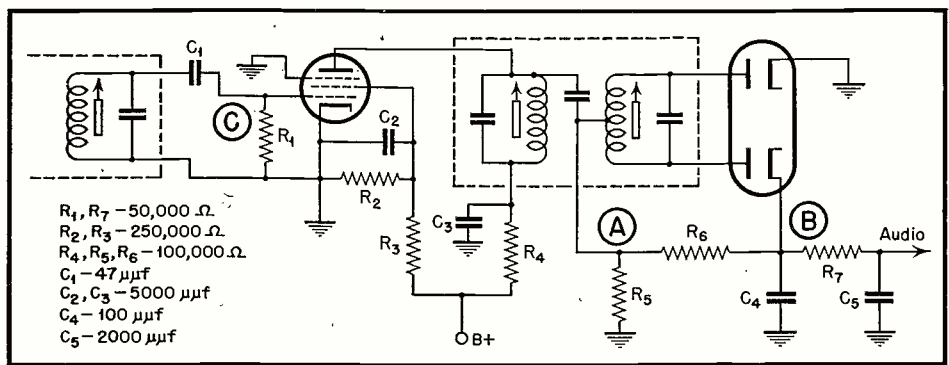 C1
C
R1
C2
R2
R3
C3
R4
A
R5
R6
B
R7
Audio
C4
C5
B+
R1, R7 – 50,000 Ω
R2, R3 – 250,000 Ω
R4, R5, R6 – 100,000 Ω
C1 – 47 μμf
C2, C3 – 5000 μμf
C4 – 100 μμf
C5 – 2000 μμf